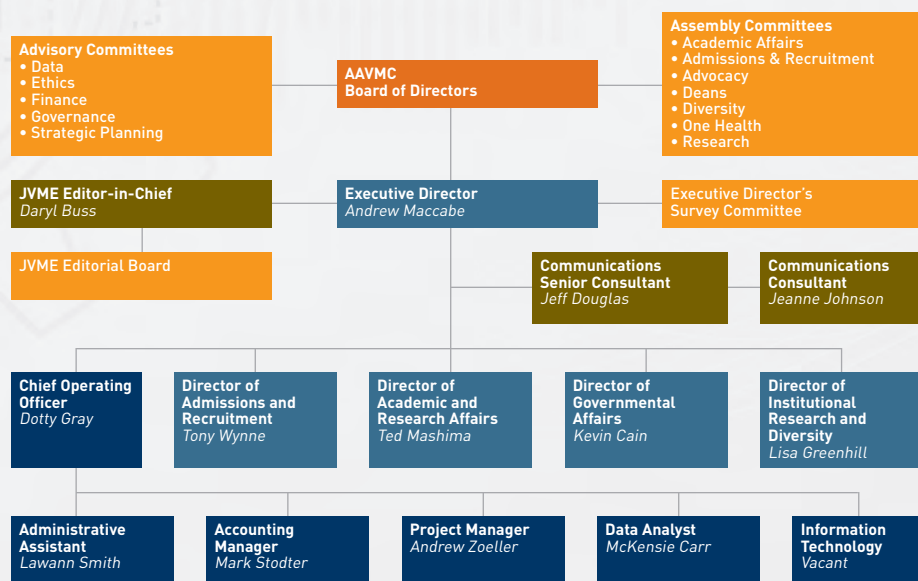 Advisory Committees
• Data
• Ethics
• Finance
• Governance
• Strategic Planning
AAVMC
Board of Directors
Assembly Committees
• Academic Affairs
• Admissions & Recruitment
• Advocacy
• Deans
• Diversity
• One Health
• Research
JVME Editor-in-Chief
Daryl Buss
Executive Director
Andrew Maccabe
Executive Director's
Survey Committee
JVME Editorial Board
Communications
Senior Consultant
Jeff Douglas
Communications
Consultant
Jeanne Johnson
Chief Operating
Officer
Dotty Gray
Director of
Admissions and
Recruitment
Tony Wynne
Director of
Academic and
Research Affairs
Ted Mashima
Director of
Governmental
Affairs
Kevin Cain
Director of
Institutional
Research and
Diversity
Lisa Greenhill
Administrative
Assistant
Lawann Smith
Accounting
Manager
Mark Stodter
Project Manager
Andrew Zoeller
Data Analyst
McKensie Carr
Information
Technology
Vacant